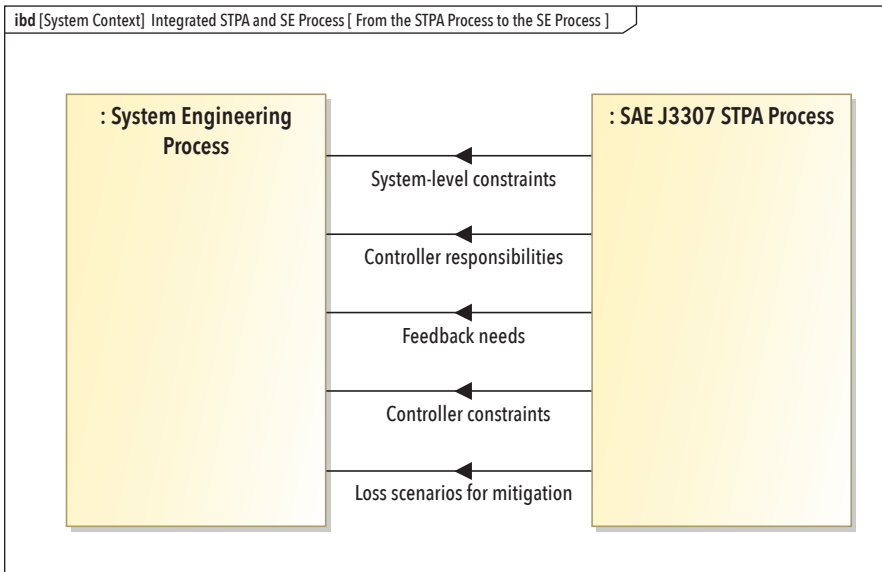 ibd [System Context] Integrated STPA and SE Process [ From the STPA Process to the SE Process ]
: System Engineering
Process
: SAE J3307 STPA Process
System-level constraints
Controller responsibilities
Feedback needs
Controller constraints
Loss scenarios for mitigation